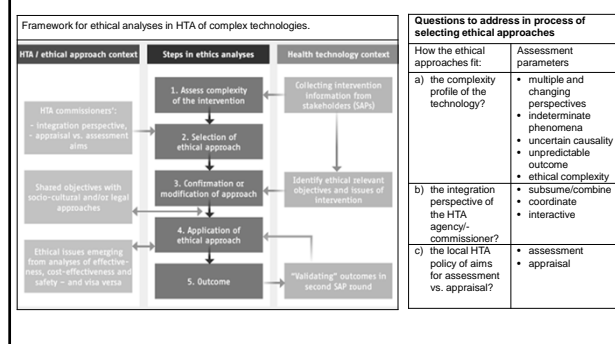 Framework for ethical analyses in HTA of complex technologies.
HTA / ethical approach context
Steps in ethics analyses
Health technology context
1. Assess complexity
of the intervention
Collecting intervention
information from
stakeholders (SAPs)
HTA commissioners':
- integration perspective,
- appraisal vs. assessment
aims
2. Selection of
ethical approach
3. Confirmation or
modification of approach
Identify ethical relevant
objectives and issues of
intervention
Shared objectives with
socio-cultural and/or legal
approaches
4. Application of
ethical approach
Ethical issues emerging
from analyses of effective-
ness, cost-effectiveness and
safety – and visa versa
5. Outcome
"Validating" outcomes in
second SAP round
Questions to address in process of
selecting ethical approaches
How the ethical
approaches fit:
Assessment
parameters
a) the complexity
profile of the
technology?
• multiple and
changing
perspectives
• indeterminate
phenomena
• uncertain causality
• unpredictable
outcome
• ethical complexity
b) the integration
perspective of
the HTA
agency/-
commissioner?
• subsume/combine
• coordinate
• interactive
c) the local HTA
policy of aims
for assessment
vs. appraisal?
• assessment
• appraisal